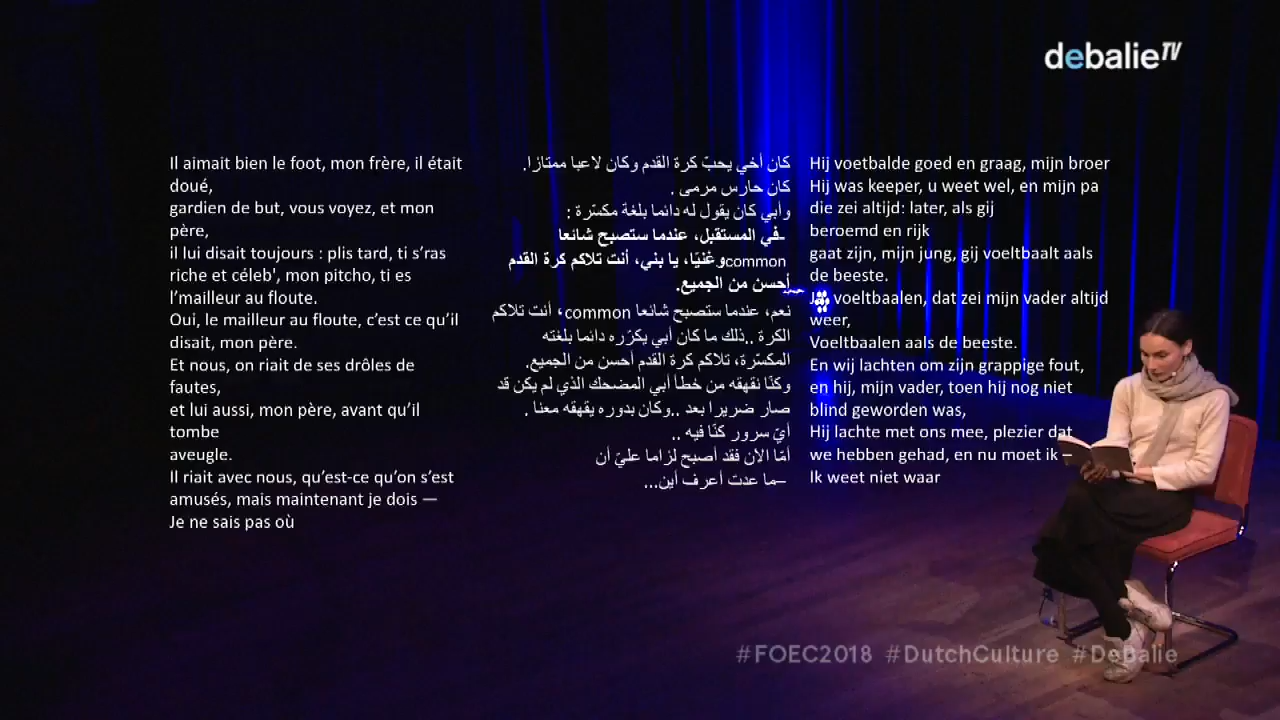 debalieTV
Il aimait bien le foot, mon frère, il était
doué,
gardien de but, vous voyez, et mon
père,
il lui disait toujours : plis tard, ti s’ras
riche et céleb', mon pitcho, ti es
l’mailleur au floute.
Oui, le mailleur au floute, c’est ce qu’il
disait, mon père.
Et nous, on riait de ses drôles de
fautes,
et lui aussi, mon père, avant qu’il
tombe
aveugle.
Il riait avec nous, qu’est-ce qu’on s’est
amusés, mais maintenant je dois —
Je ne sais pas où
كان أخي يحبّ كرة القدم وكان لاعبا ممتازا.
كان حارس مرمى .
وأبي كان يقول له دائما بلغة مكسّرة :
-في المستقبل، عندما ستصبح شائعا
common وغنيّا، يا بني، أنت تلاكم كرة القدم
أحسن من الجميع.
نعم، عندما ستصبح شائعا common، أنت تلاكم
الكرة ..ذلك ما كان أبي يكرّره دائما بلغته
المكسّرة، تلاكم كرة القدم أحسن من الجميع.
وكنّا نقهقه من خطأ أبي المضحك الذي لم يكن قد
صار ضريرا بعد ..وكان بدوره يقهقه معنا .
أيّ سرور كنّا فيه ..
أمّا الآن فقد أصبح لزاما عليّ أن
–ما عدت أعرف أين...
Hij voetbalde goed en graag, mijn broer
Hij was keeper, u weet wel, en mijn pa
die zei altijd: later, als gij
beroemd en rijk
gaat zijn, mijn jung, gij voeltbaalt aals
de beeste.
voeltbaalen, dat zei mijn vader altijd
weer,
Voeltbaalen aals de beeste.
En wij lachten om zijn grappige fout,
en hij, mijn vader, toen hij nog niet
blind geworden was,
Hij lachte met ons mee, plezier dat
we hebben gehad, en nu moet ik –
Ik weet niet waar
#FOEC2018 #DutchCulture #DeBalie